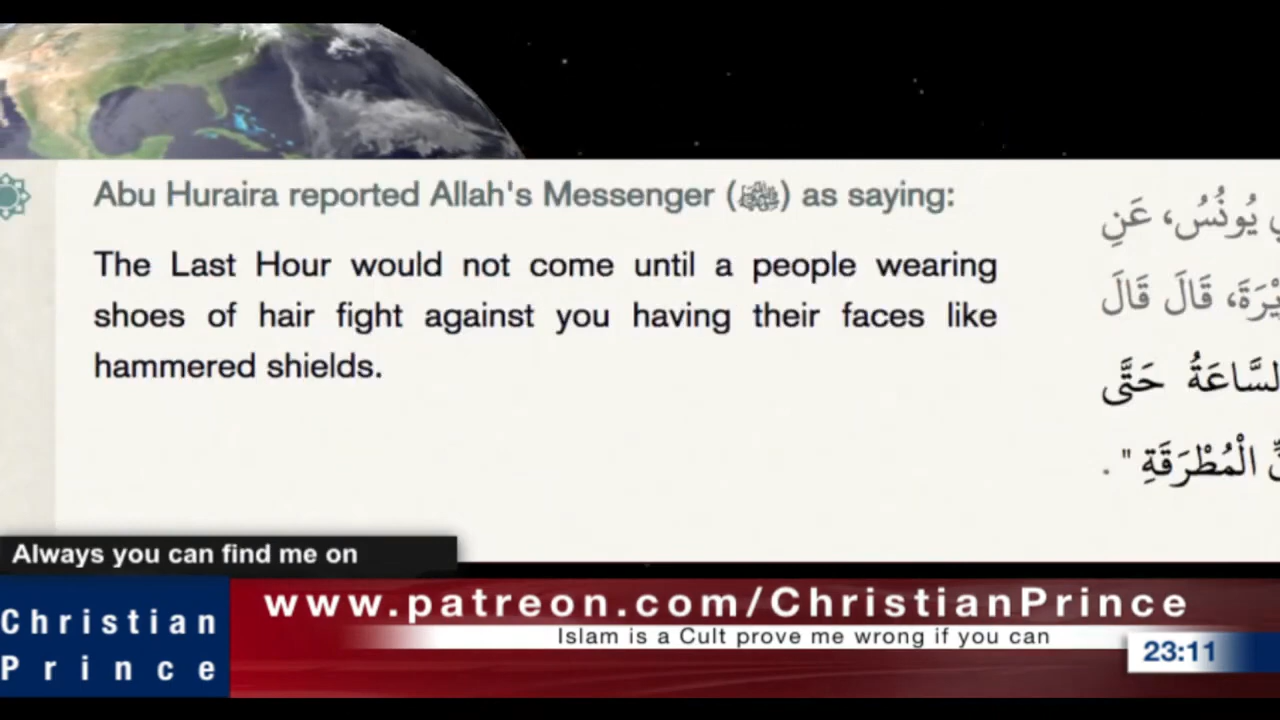 Abu Huraira reported Allah's Messenger (ﷺ) as saying:
The Last Hour would not come until a people wearing
shoes of hair fight against you having their faces like
hammered shields.
يُونُسُ، عَنِ
قَالَ قَالَ
السَّاعَةُ حَتَّى
الْمُطْرَقَةِ " .
Always you can find me on
Christian
Prince
www.patreon.com/ChristianPrince
Islam is a Cult prove me wrong if you can
23:11